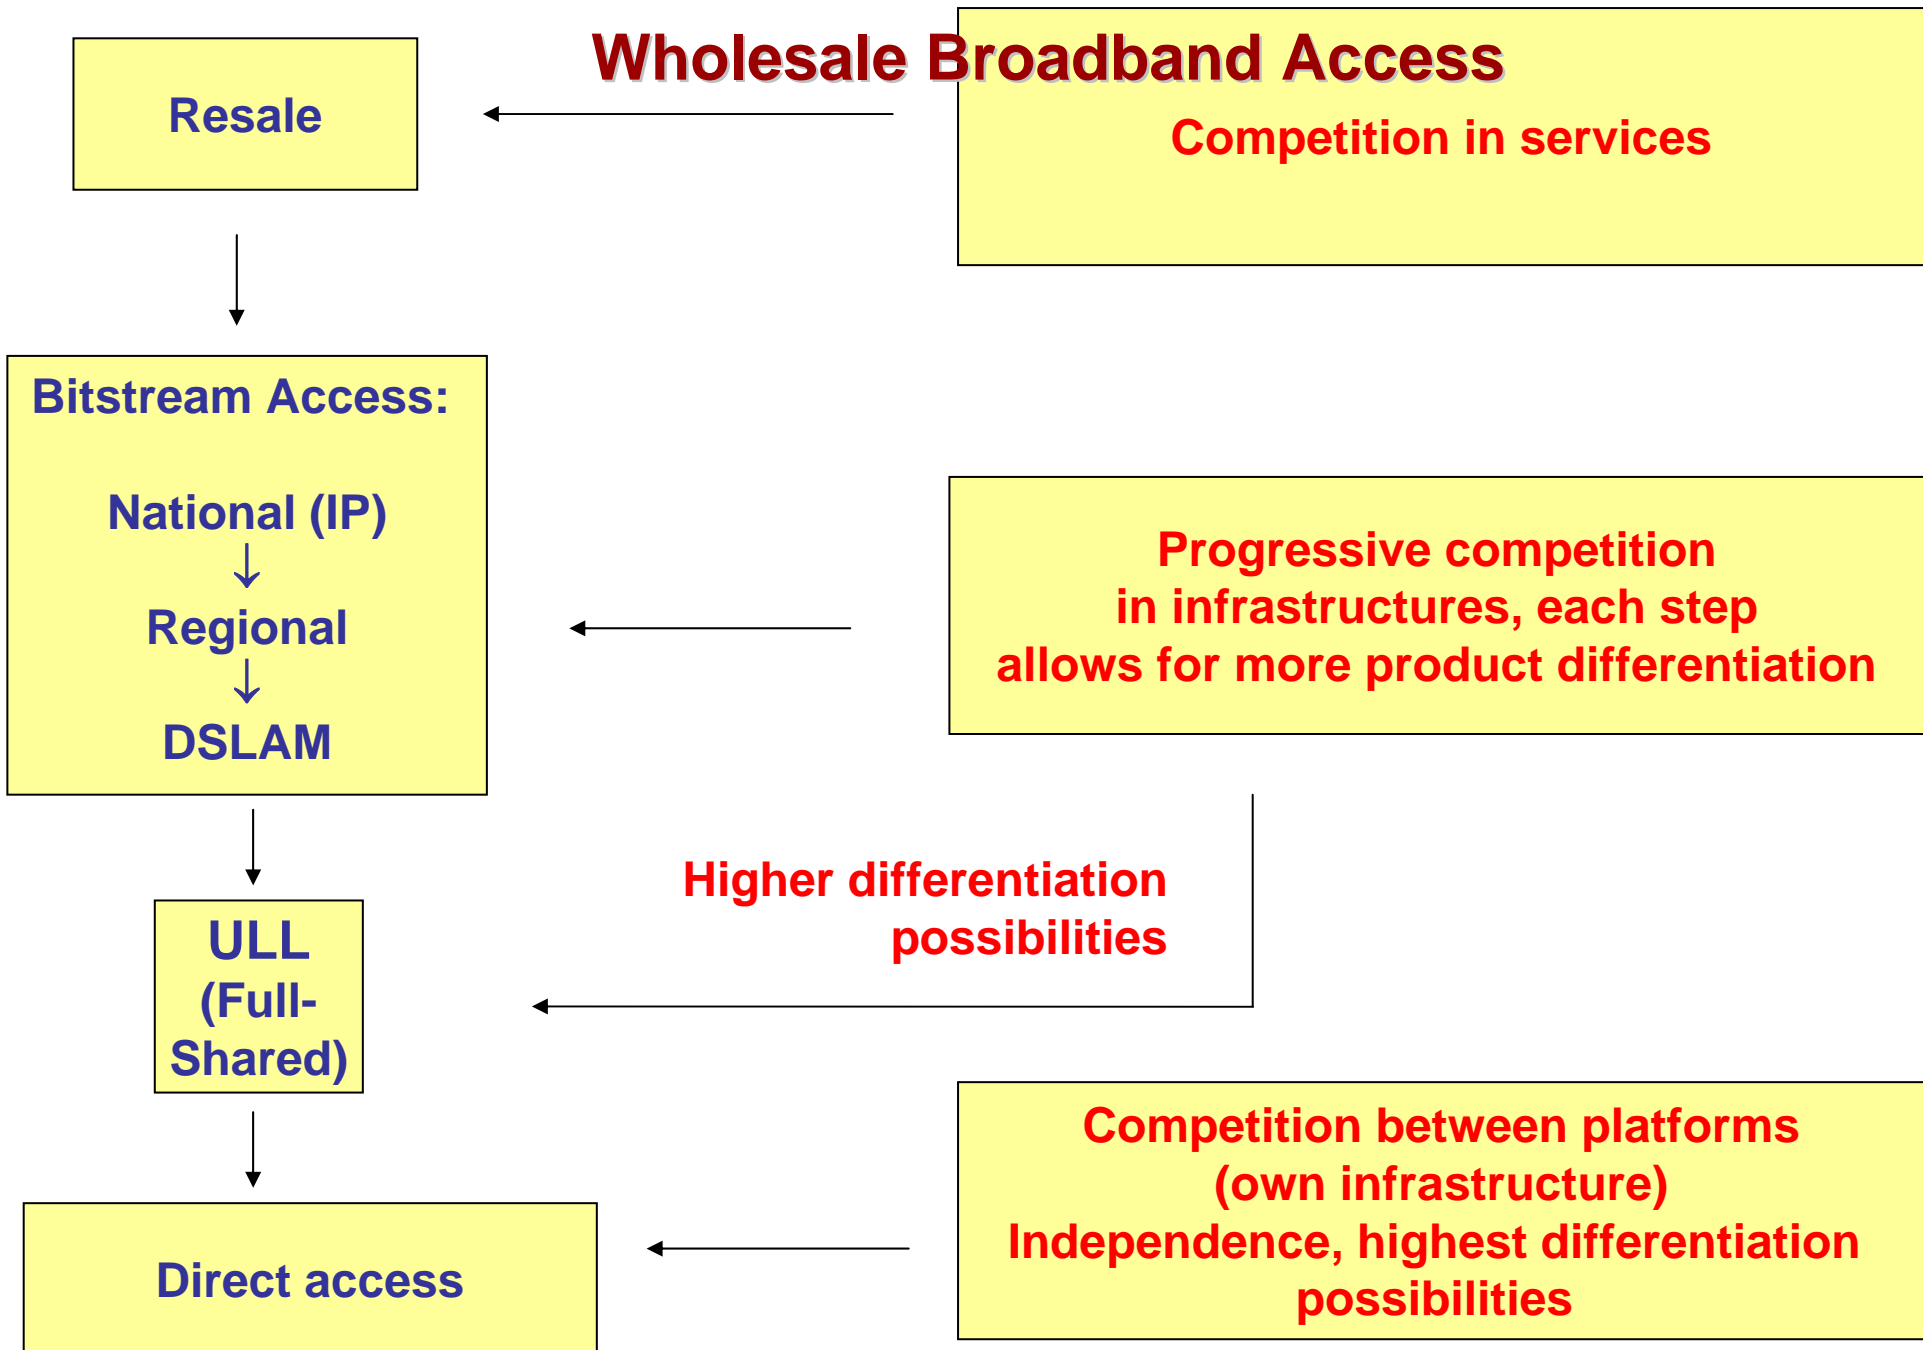 Wholesale Broadband Access
Resale
Competition in services
Bitstream Access:
National (IP)
↓
Regional
↓
DSLAM
Progressive competition
in infrastructures, each step
allows for more product differentiation
Higher differentiation
possibilities
ULL
(Full-
Shared)
Competition between platforms
(own infrastructure)
Independence, highest differentiation
possibilities
Direct access